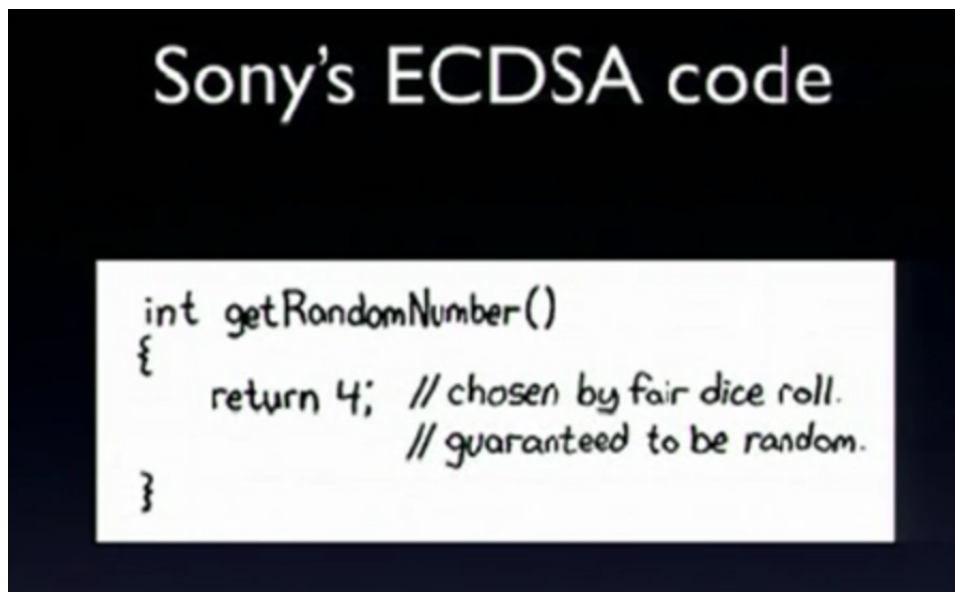 Sony's ECDSA code
int getRandomNumber()
{
return 4; // chosen by fair dice roll.
// guaranteed to be random.
}